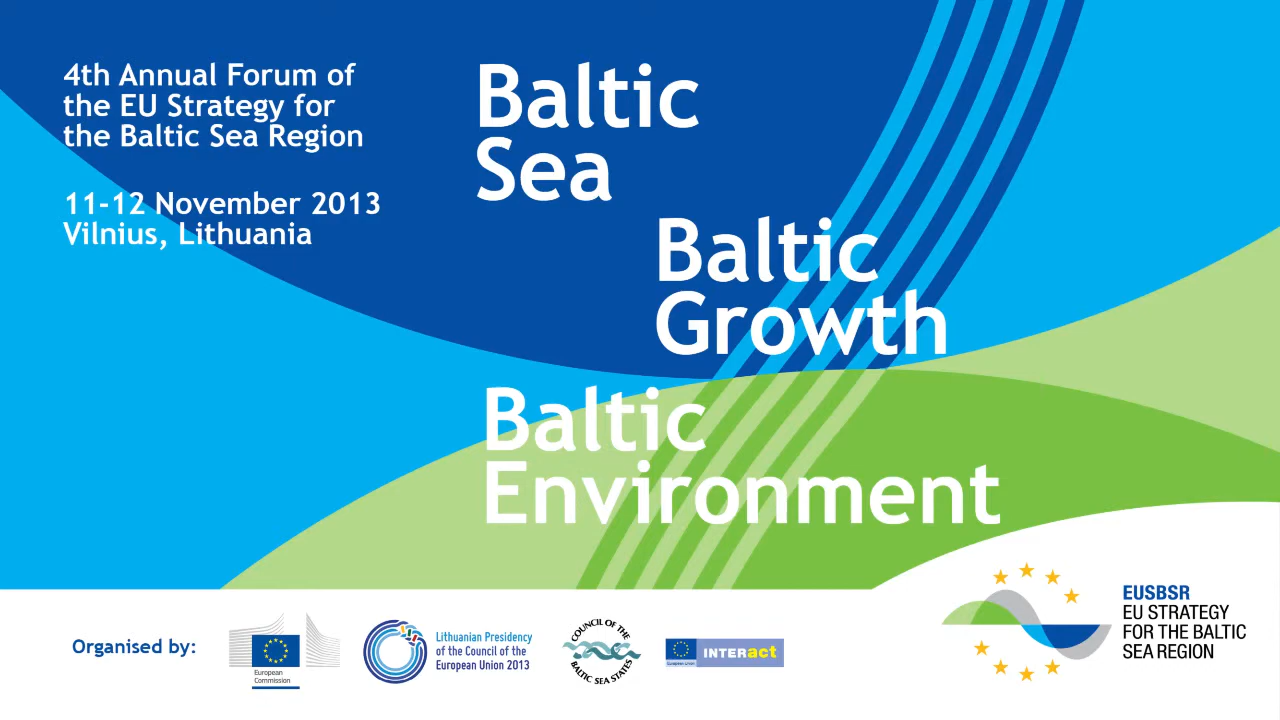 4th Annual Forum of
the EU Strategy for
the Baltic Sea Region
11-12 November 2013
Vilnius, Lithuania
Baltic
Sea
Baltic
Growth
Baltic
Environment
Organised by:
European
Commission
Lithuanian Presidency
of the Council of the
European Union 2013
COUNCIL OF THE
BALTIC SEA STATES
European Union
INTERact
EUSBSR
EU STRATEGY
FOR THE BALTIC
SEA REGION